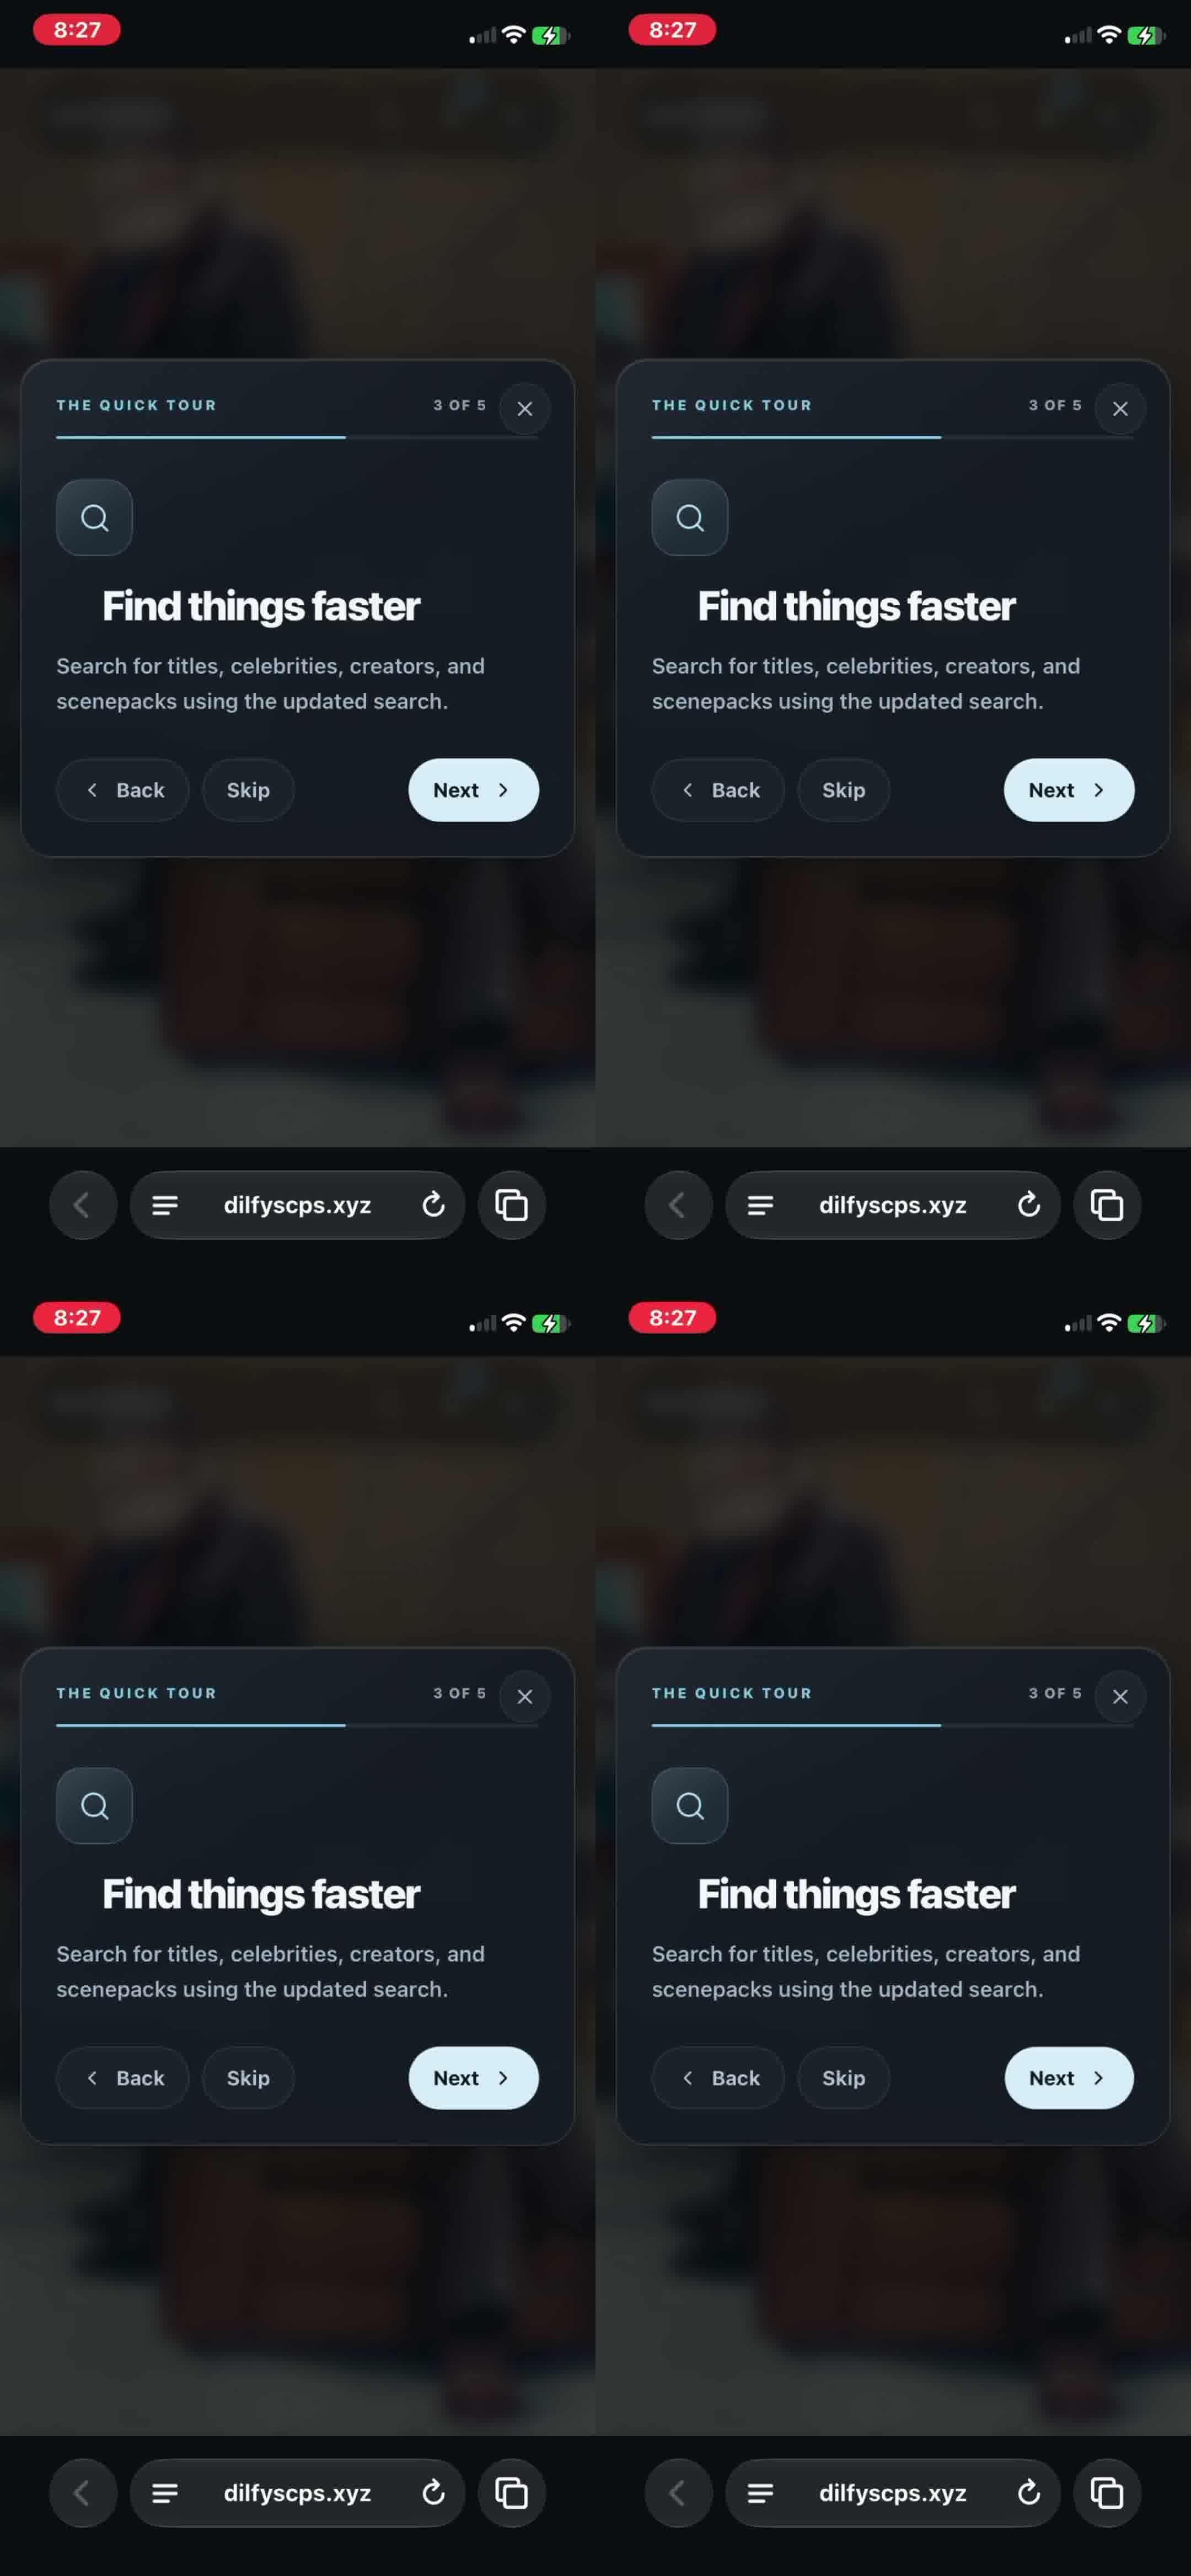 8:27
THE QUICK TOUR 3 OF 5
Find things faster
Search for titles, celebrities, creators, and
scenepacks using the updated search.
Back Skip Next
dilfyscps.xyz
8:27
THE QUICK TOUR 3 OF 5
Find things faster
Search for titles, celebrities, creators, and
scenepacks using the updated search.
Back Skip Next
dilfyscps.xyz
8:27
THE QUICK TOUR 3 OF 5
Find things faster
Search for titles, celebrities, creators, and
scenepacks using the updated search.
Back Skip Next
dilfyscps.xyz
8:27
THE QUICK TOUR 3 OF 5
Find things faster
Search for titles, celebrities, creators, and
scenepacks using the updated search.
Back Skip Next
dilfyscps.xyz